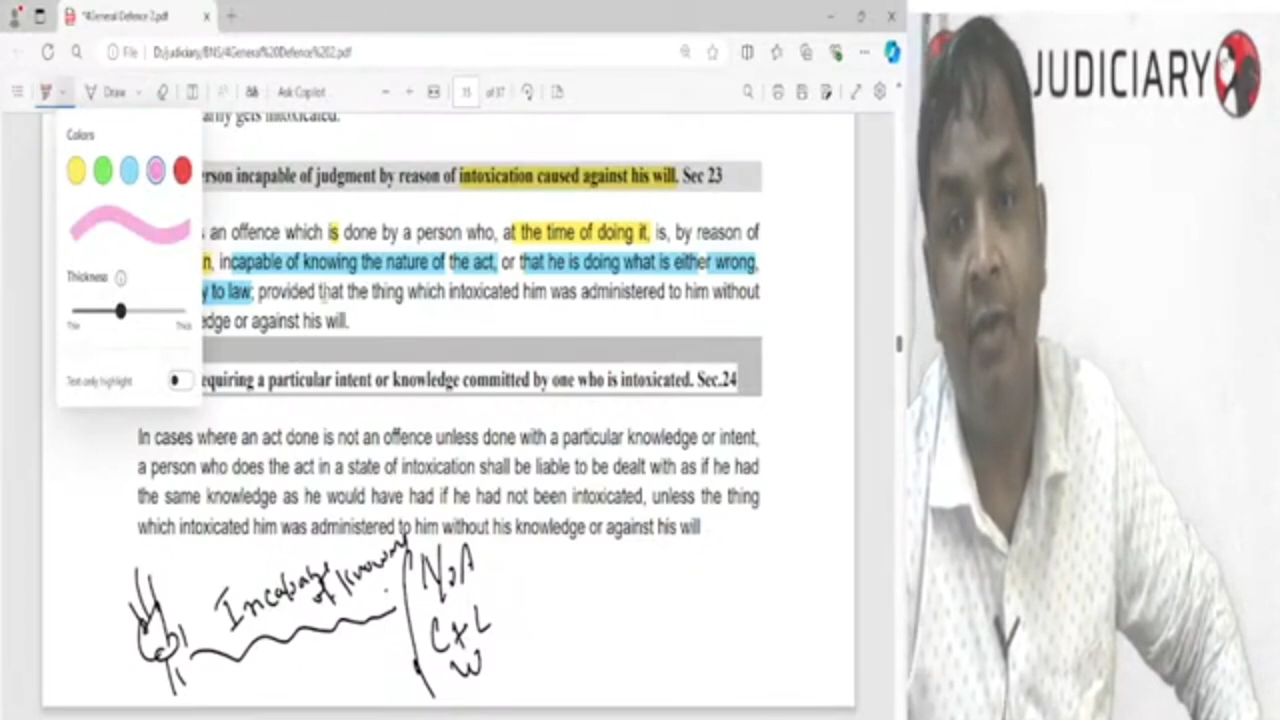 *4General Defence 2.pdf
File D:/judiciary/BNS/4General%20Defence%202.pdf
Draw Ask Copilot 15 of 37
JUDICIARY
Colors
Thickness
Thin Thick
Text only highlight
arily gets intoxicated.
erson incapable of judgment by reason of intoxication caused against his will. Sec 23
an offence which is done by a person who, at the time of doing it, is, by reason of
n, incapable of knowing the nature of the act, or that he is doing what is either wrong,
y to law; provided that the thing which intoxicated him was administered to him without
edge or against his will.
equiring a particular intent or knowledge committed by one who is intoxicated. Sec.24
In cases where an act done is not an offence unless done with a particular knowledge or intent,
a person who does the act in a state of intoxication shall be liable to be dealt with as if he had
the same knowledge as he would have had if he had not been intoxicated, unless the thing
which intoxicated him was administered to him without his knowledge or against his will
Incapable
of Knowing
NoA
C+L
W